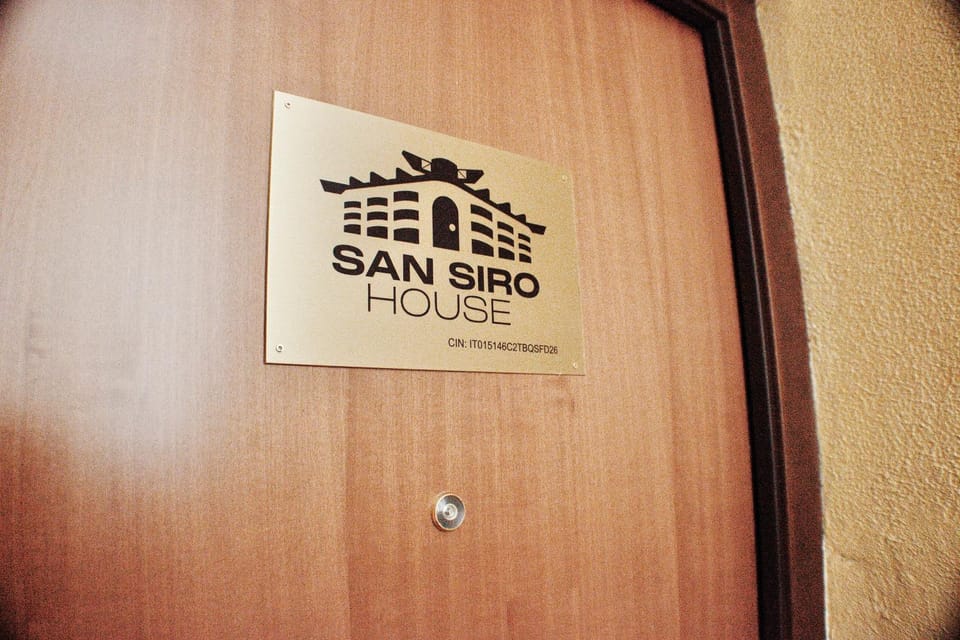 SAN SIRO
HOUSE
CIN: IT015146C2TBQSFD26